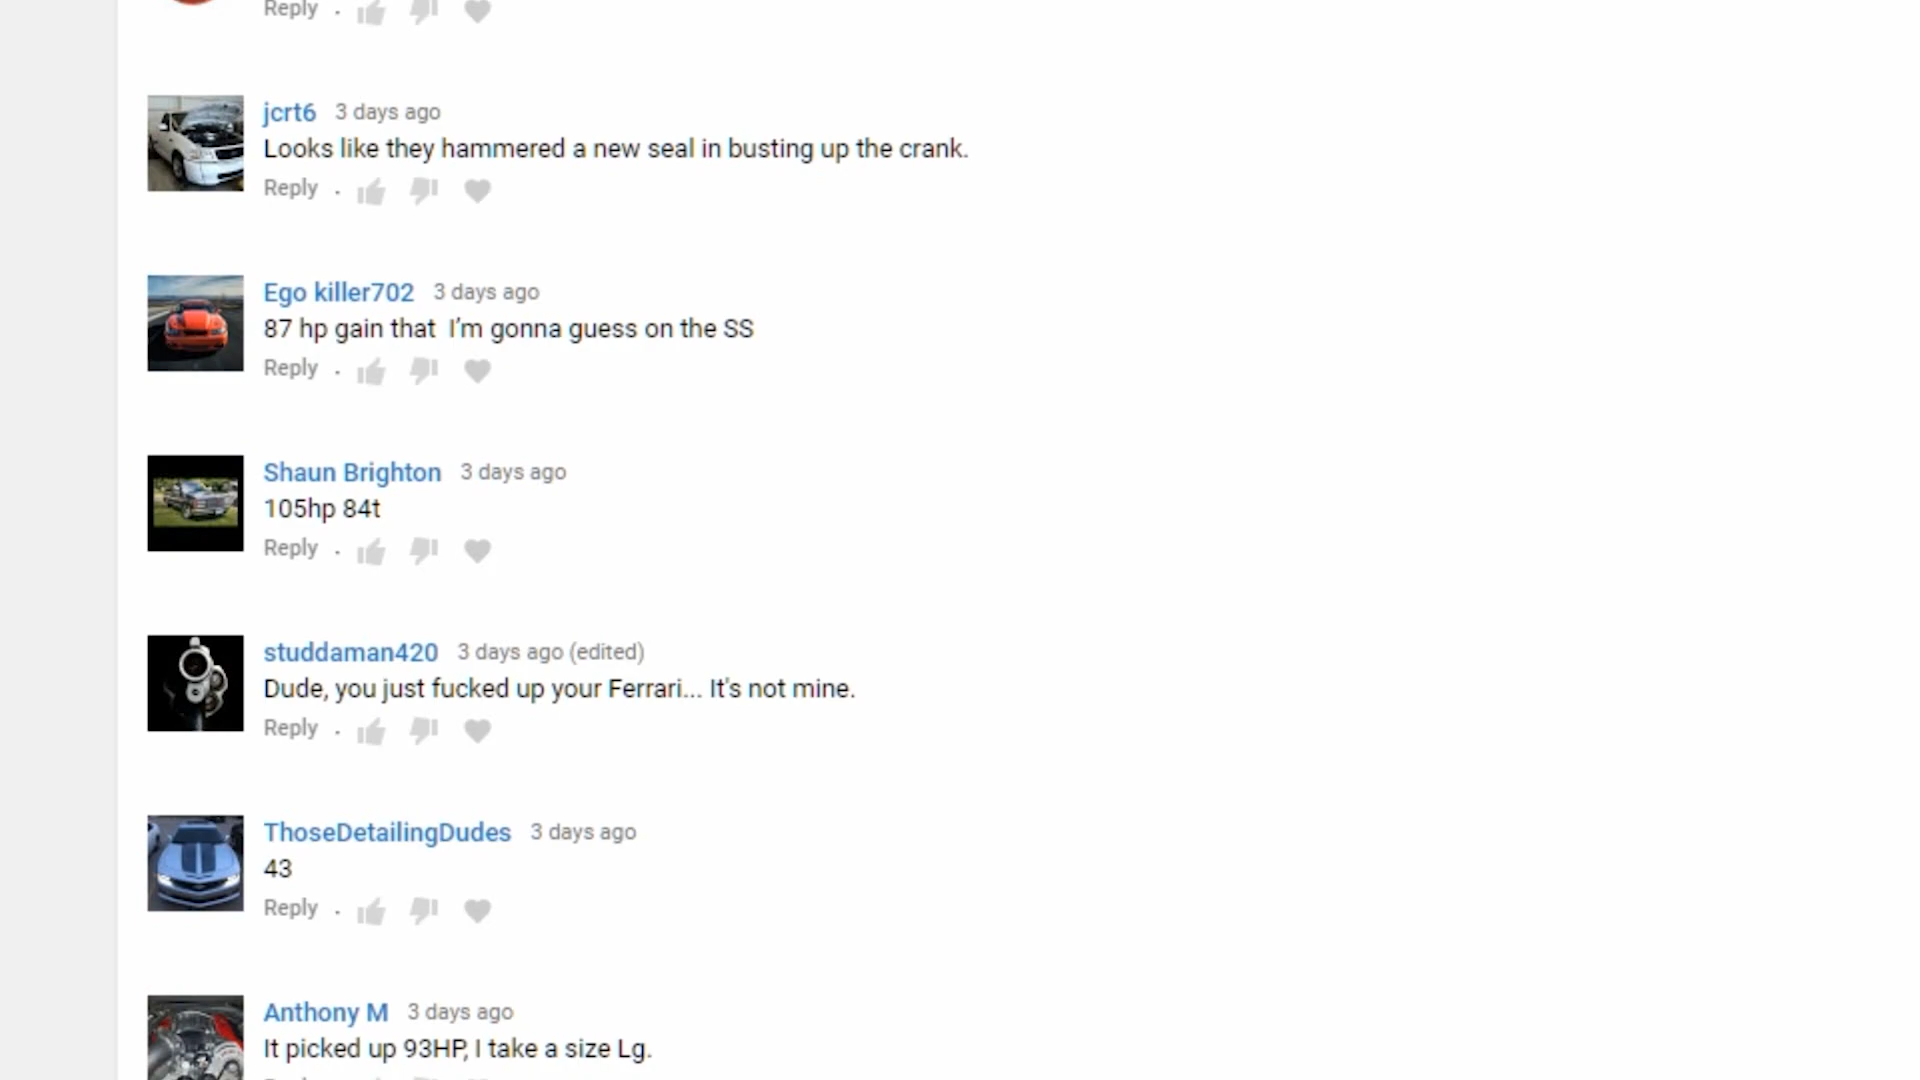 Reply .
jcrt6 3 days ago
Looks like they hammered a new seal in busting up the crank.
Reply .
Ego killer702 3 days ago
87 hp gain that  I'm gonna guess on the SS
Reply .
Shaun Brighton 3 days ago
105hp 84t
Reply .
studdaman420 3 days ago (edited)
Dude, you just fucked up your Ferrari... It's not mine.
Reply .
ThoseDetailingDudes 3 days ago
43
Reply .
Anthony M 3 days ago
It picked up 93HP, I take a size Lg.